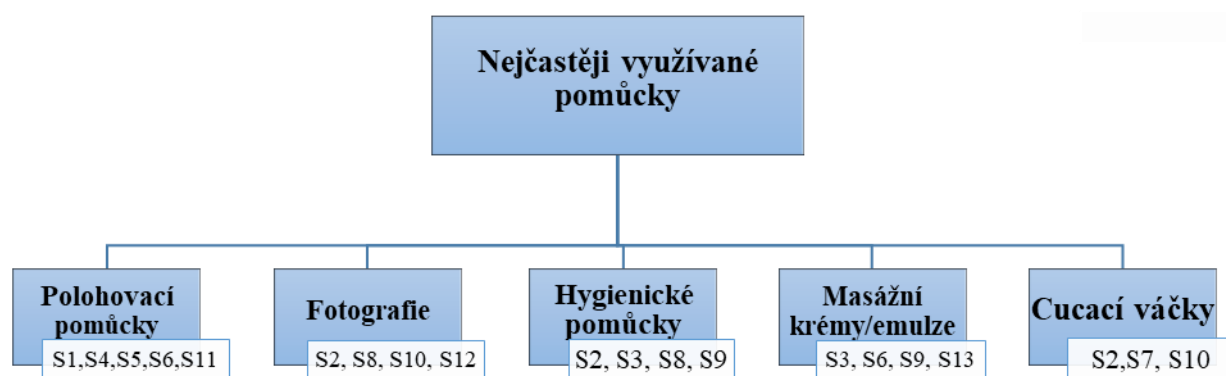 Nejčastěji využívané
pomůcky
Polohovací
pomůcky
S1,S4,S5,S6,S11
Fotografie
S2, S8, S10, S12
Hygienické
pomůcky
S2, S3, S8, S9
Masážní
krémy/emulze
S3, S6, S9, S13
Cucací váčky
S2,S7, S10